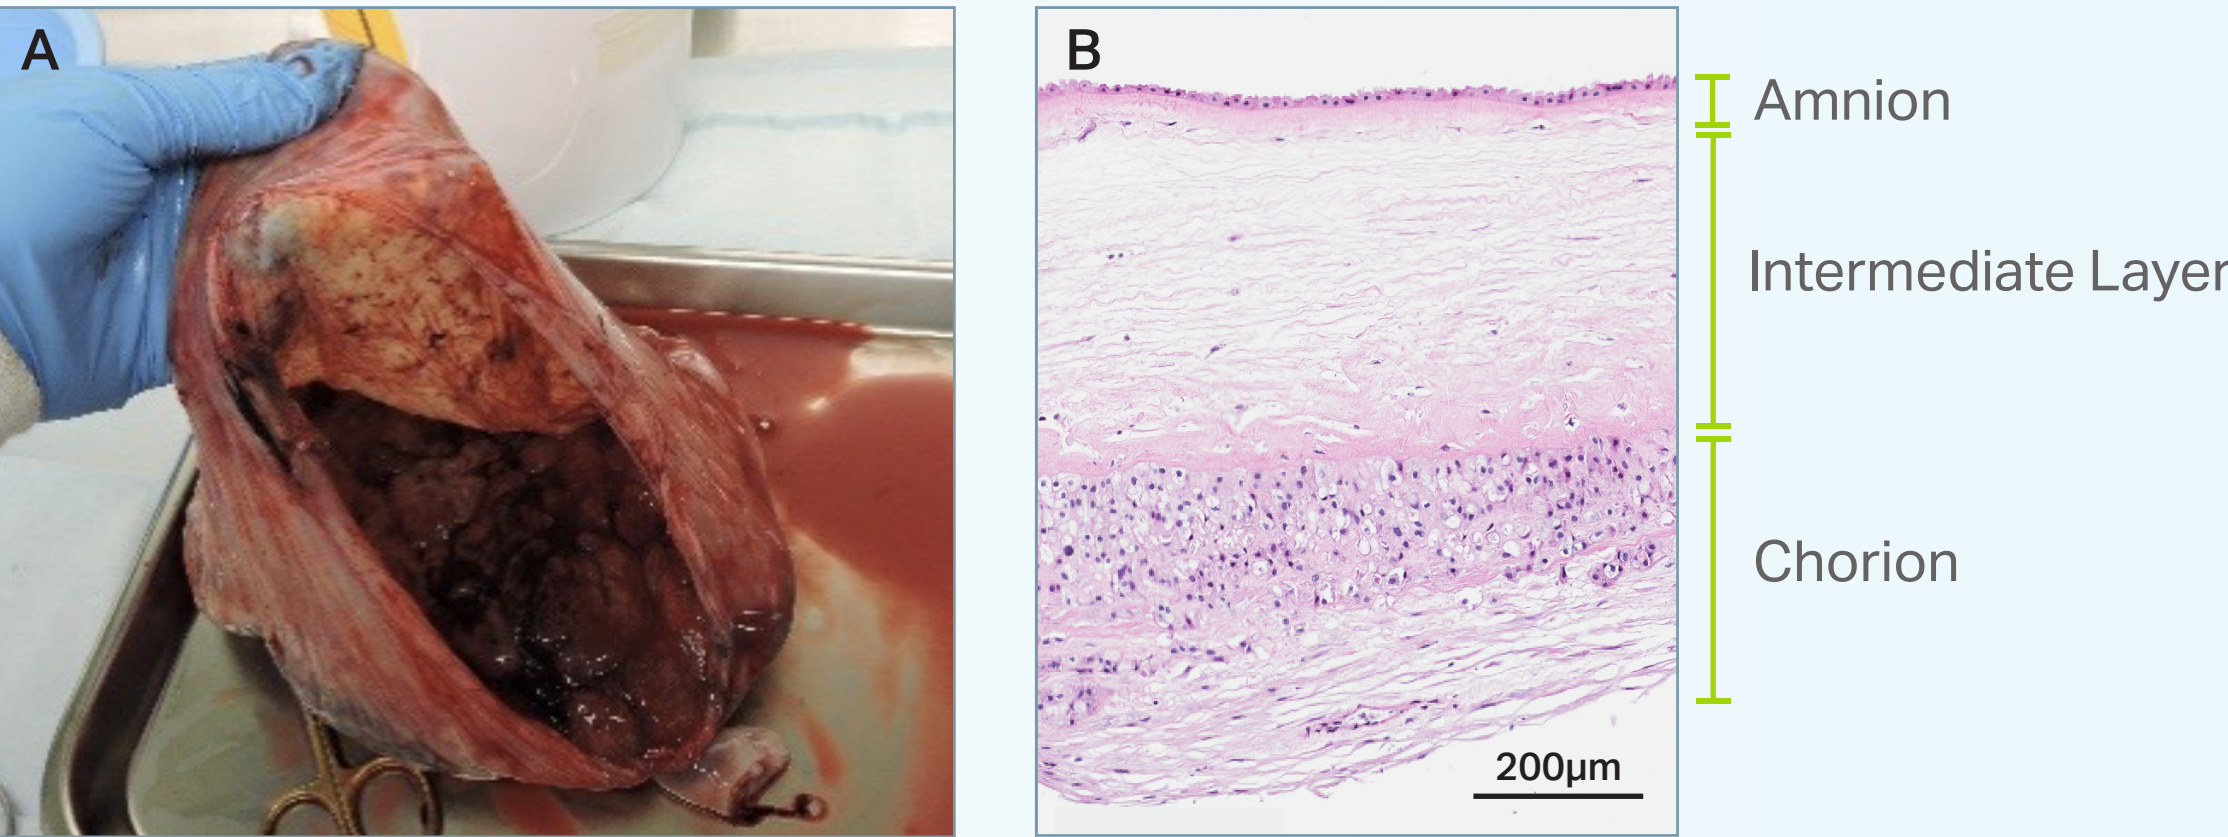 A
B
Amnion
Intermediate Layer
Chorion
200µm